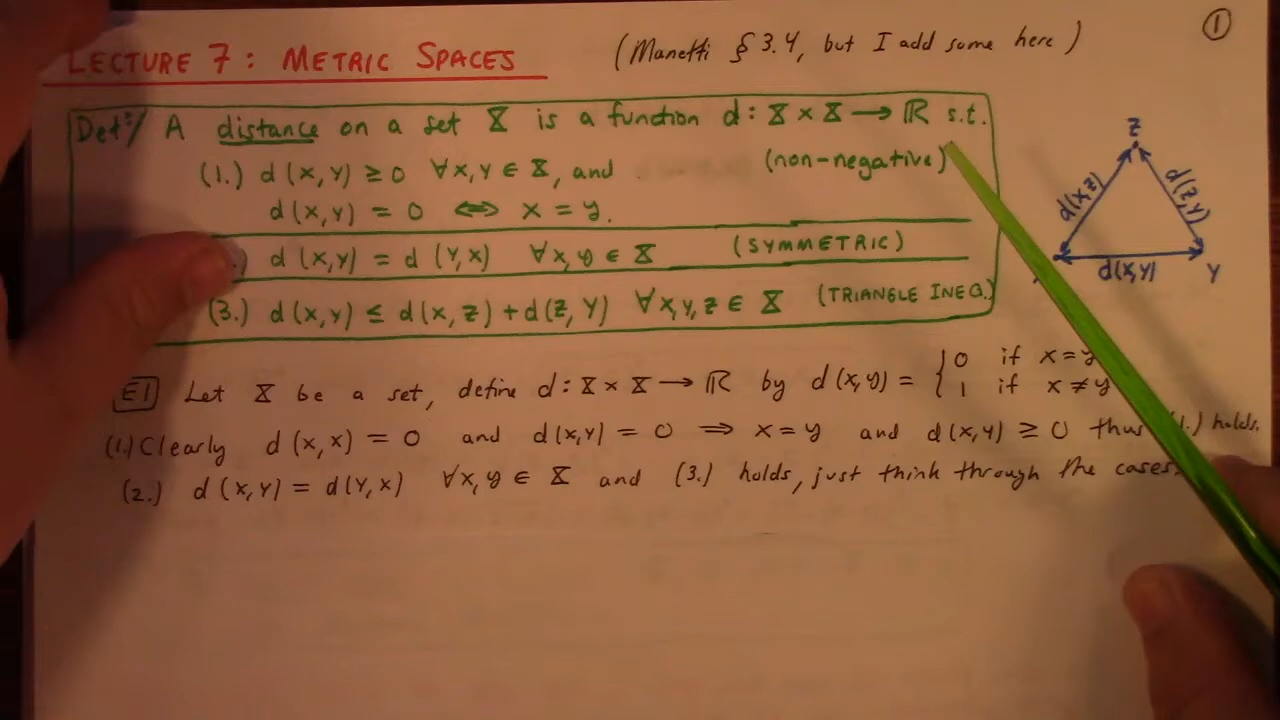 ①
LECTURE 7: METRIC SPACES (Manetti § 3.4, but I add some here)
Def:/ A distance on a set X is a function d: X × X → ℝ s.t.
(1.) d(x,y) ≥ 0 ∀x,y ∈ X, and (non-negative)
d(x,y) = 0 ⟺ x = y.
d(x,y) = d(y,x) ∀x,y ∈ X (SYMMETRIC)
(3.) d(x,y) ≤ d(x,z) + d(z,y) ∀x,y,z ∈ X (TRIANGLE INEQ.)
z
d(x,z) d(z,y)
d(x,y) y
E1 Let X be a set, define d: X × X → ℝ by d(x,y) = { 0 if x = y
1 if x ≠ y
(1.) Clearly d(x,x) = 0 and d(x,y) = 0 ⟹ x = y and d(x,y) ≥ 0 thus (1.) holds.
(2.) d(x,y) = d(y,x) ∀x,y ∈ X and (3.) holds, just think through the cases.